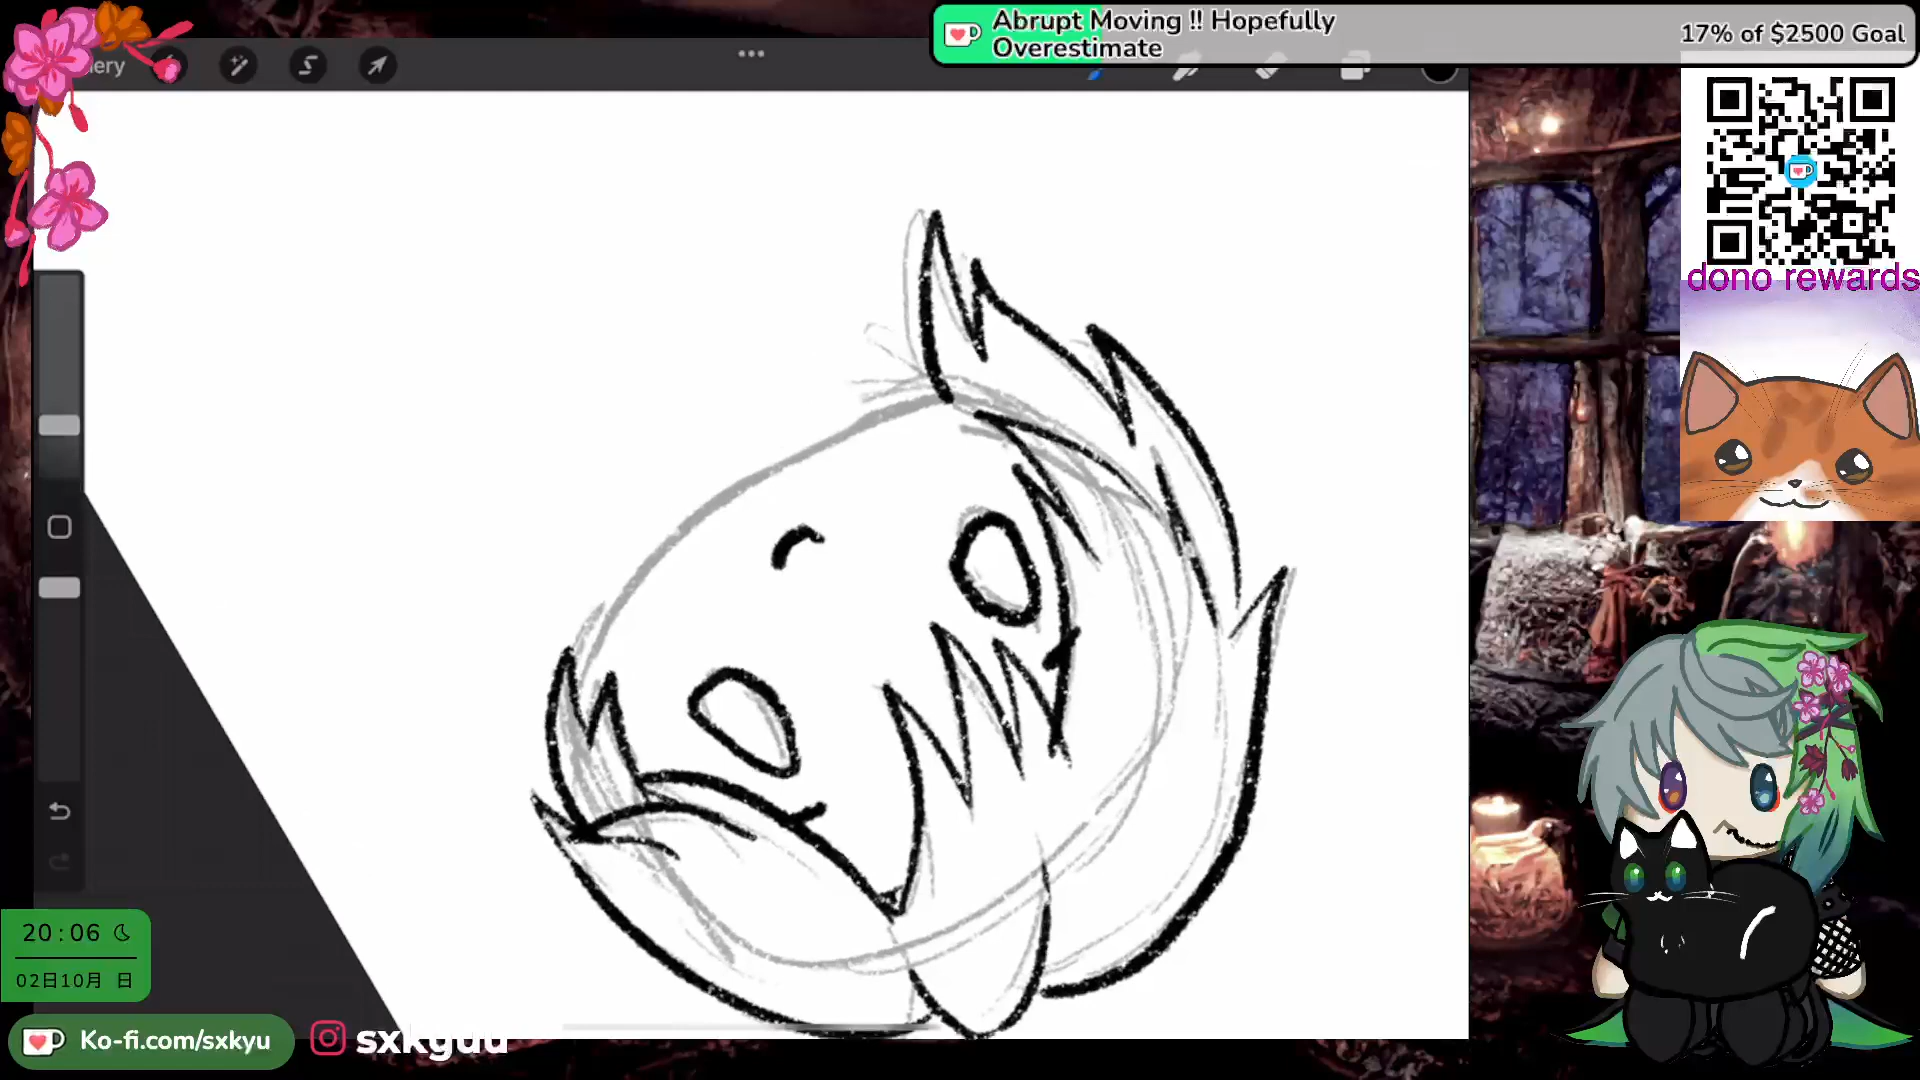 Abrupt Moving !! Hopefully
Overestimate
17% of $2500 Goal
dono rewards
20:06
02日10月 日
Ko-fi.com/sxkyu
sxkyuu